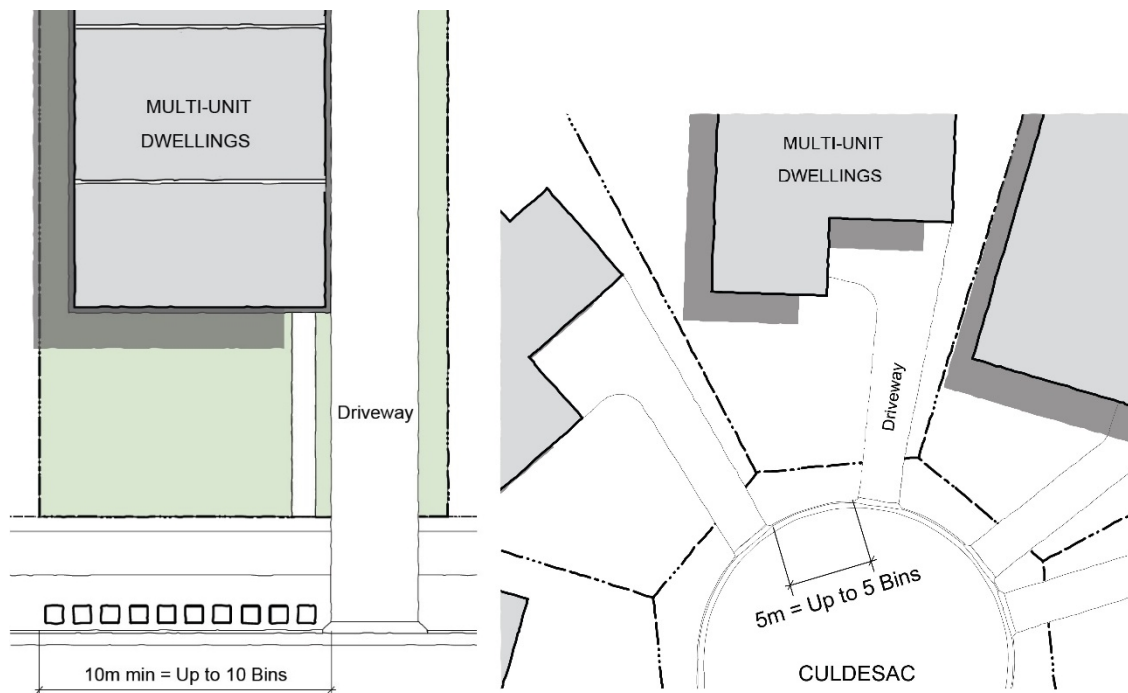 MULTI-UNIT
DWELLINGS
Driveway
10m min = Up to 10 Bins
MULTI-UNIT
DWELLINGS
Driveway
5m = Up to 5 Bins
CULDESAC